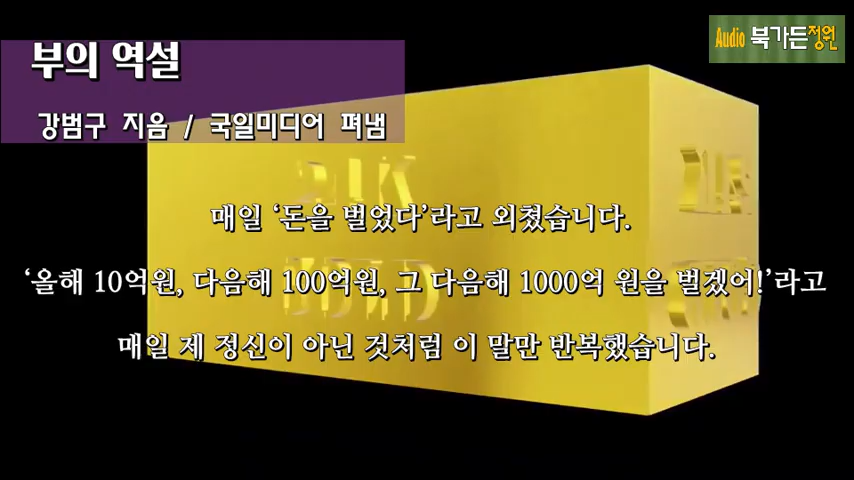 Audio 북가든정원
부의 역설
강범구 지음 / 국일미디어 펴냄
매일 ‘돈을 벌었다’라고 외쳤습니다.
‘올해 10억원, 다음해 100억원, 그 다음해 1000억 원을 벌겠어!’라고
매일 제 정신이 아닌 것처럼 이 말만 반복했습니다.